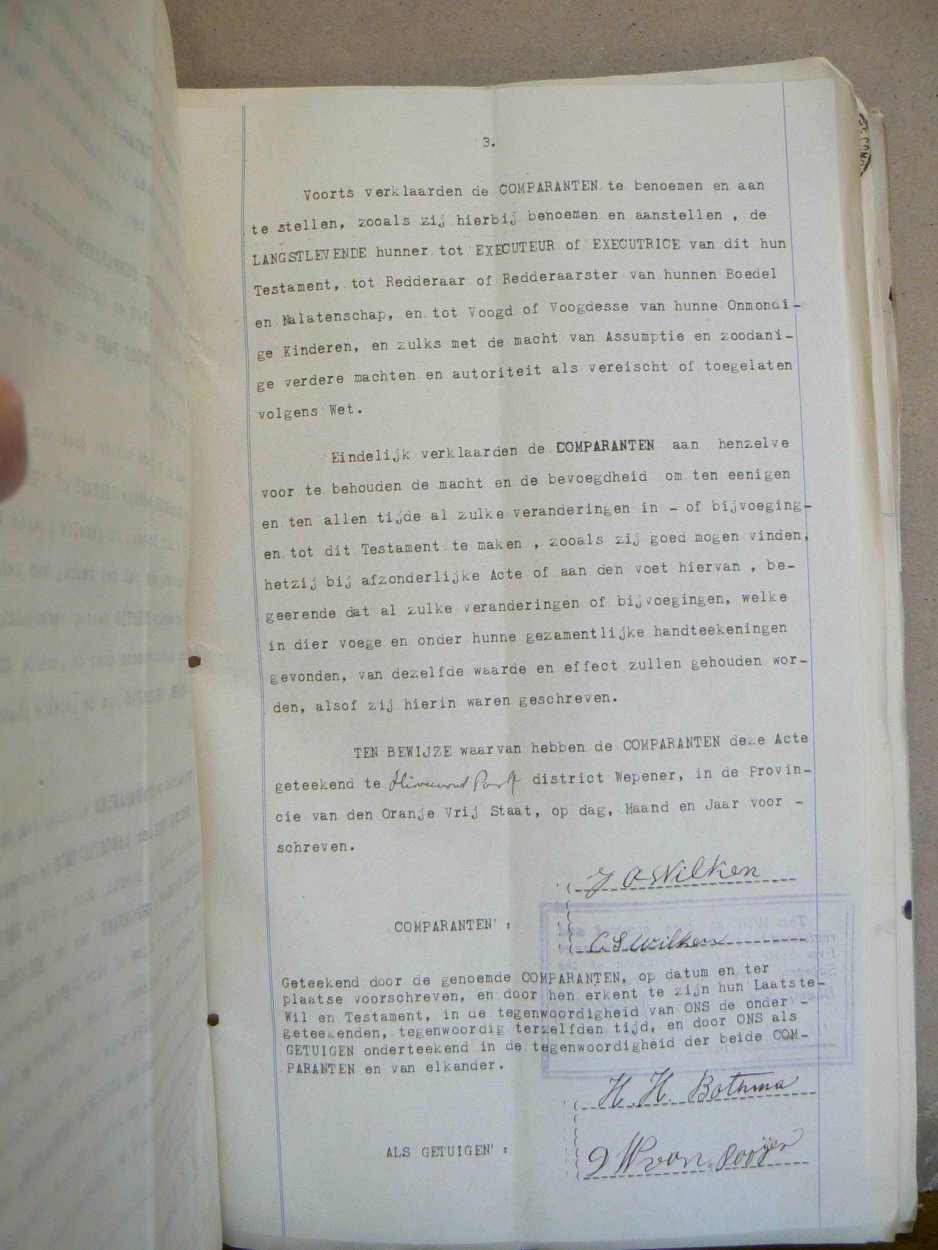 3.
Voorts verklaarden de COMPARANTEN te benoemen en aan
te stellen, zooals zij hierbij benoemen en aanstellen , de
LANGSTLEVENDE hunner tot EXECUTEUR of EXECUTRICE van dit hun
Testament, tot Redderaar of Redderaarster van hunnen Boedel
en Nalatenschap, en tot Voogd of Voogdesse van hunne Onmondi-
ge Kinderen, en zulks met de macht van Assumptie en zoodani-
ge verdere machten en autoriteit als vereischt of toegelaten
volgens Wet.
Eindelijk verklaarden de COMPARANTEN aan henzelve
voor te behouden de macht en de bevoegdheid om ten eenigen
en ten allen tijde al zulke veranderingen in - of bijvoeging-
en tot dit Testament te maken , zooals zij goed mogen vinden,
hetzij bij afzonderlijke Acte of aan den voet hiervan , be-
geerende dat al zulke veranderingen of bijvoegingen, welke
in dier voege en onder hunne gezamentlijke handteekeningen
gevonden, van dezelfde waarde en effect zullen gehouden wor-
den, alsof zij hierin waren geschreven.
TEN BEWIJZE waarvan hebben de COMPARANTEN deze Acte
geteekend te district Wepener, in de Provin-
cie van den Oranje Vrij Staat, op dag, Maand en Jaar voor -
schreven.
J A Wilken
COMPARANTEN :
C S Wilken
Geteekend door de genoemde COMPARANTEN, op datum en ter
plaatse voorschreven, en door hen erkent te zijn hun Laatste-
Wil en Testament, in de tegenwoordigheid van ONS de onder -
geteekenden, tegenwoordig terzelfden tijd, en door ONS als
GETUIGEN onderteekend in de tegenwoordigheid der beide COM-
PARANTEN en van elkander.
H. H. Bothma
ALS GETUIGEN :
van Rooyen